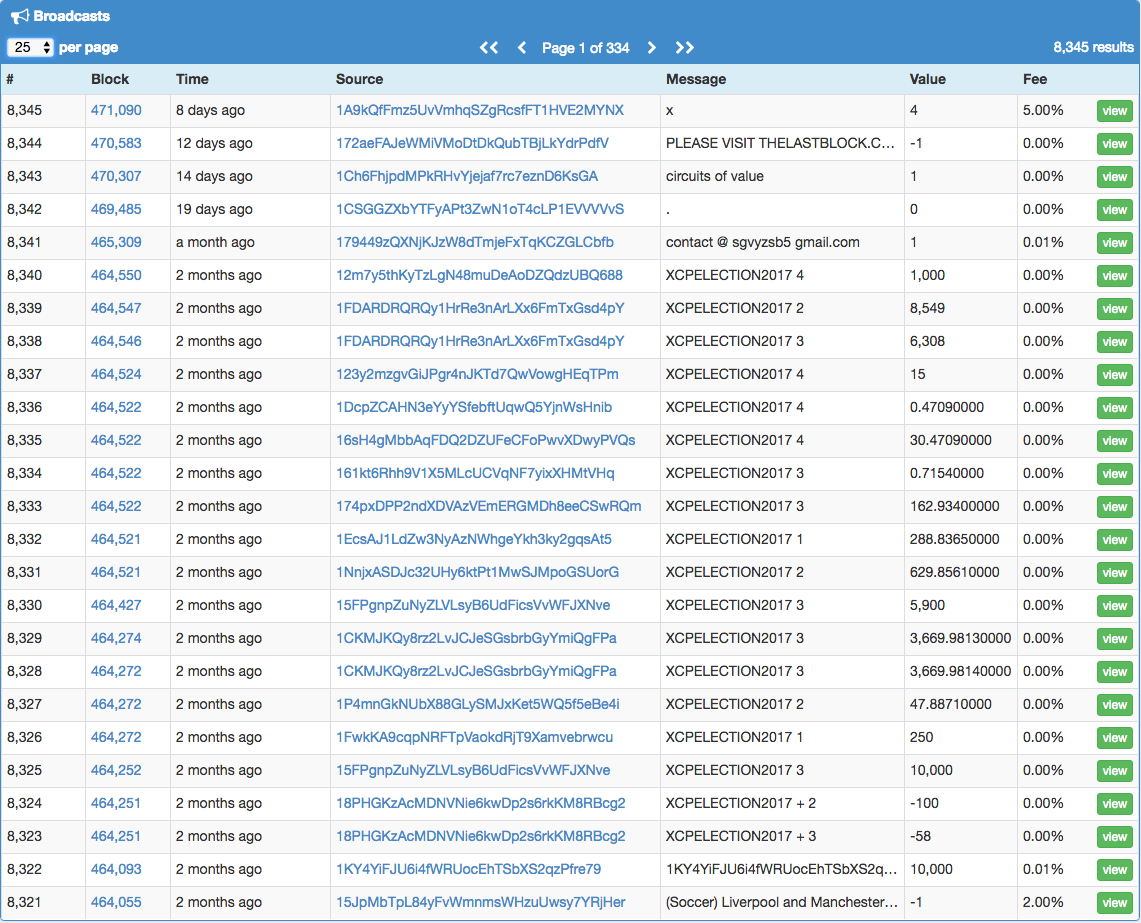 Broadcasts
25 per page Page 1 of 334 8,345 results
# Block Time Source Message Value Fee
8,345 471,090 8 days ago 1A9kQfFmz5UvVmhqSZgRcsfFT1HVE2MYNX x 4 5.00% view
8,344 470,583 12 days ago 172aeFAJeWMiVMoDtDkQubTBjLkYdrPdfV PLEASE VISIT THELASTBLOCK.C... -1 0.00% view
8,343 470,307 14 days ago 1Ch6FhjpdMPkRHvYjejaf7rc7eznD6KsGA circuits of value 1 0.00% view
8,342 469,485 19 days ago 1CSGGZXbYTFyAPt3ZwN1oT4cLP1EVVVVvS . 0 0.00% view
8,341 465,309 a month ago 179449zQXNjKJzW8dTmjeFxTqKCZGLCbfb contact @ sgvyzsb5 gmail.com 1 0.01% view
8,340 464,550 2 months ago 12m7y5thKyTzLgN48muDeAoDZQdzUBQ688 XCPELECTION2017 4 1,000 0.00% view
8,339 464,547 2 months ago 1FDARDRQRQy1HrRe3nArLXx6FmTxGsd4pY XCPELECTION2017 2 8,549 0.00% view
8,338 464,546 2 months ago 1FDARDRQRQy1HrRe3nArLXx6FmTxGsd4pY XCPELECTION2017 3 6,308 0.00% view
8,337 464,524 2 months ago 123y2mzgvGiJPgr4nJKTd7QwVowgHEqTPm XCPELECTION2017 4 15 0.00% view
8,336 464,522 2 months ago 1DcpZCAHN3eYyYSfebftUqwQ5YjnWsHnib XCPELECTION2017 4 0.47090000 0.00% view
8,335 464,522 2 months ago 16sH4gMbbAqFDQ2DZUFeCFoPwvXDwyPVQs XCPELECTION2017 4 30.47090000 0.00% view
8,334 464,522 2 months ago 161kt6Rhh9V1X5MLcUCVqNF7yixXHMtVHq XCPELECTION2017 3 0.71540000 0.00% view
8,333 464,522 2 months ago 174pxDPP2ndXDVAzVEmERGMDh8eeCSwRQm XCPELECTION2017 3 162.93400000 0.00% view
8,332 464,521 2 months ago 1EcsAJ1LdZw3NyAzNWhgeYkh3ky2gqsAt5 XCPELECTION2017 1 288.83650000 0.00% view
8,331 464,521 2 months ago 1NnjxASDJc32UHy6ktPt1MwSJMpoGSUorG XCPELECTION2017 2 629.85610000 0.00% view
8,330 464,427 2 months ago 15FPgnpZuNyZLVLsyB6UdFicsVvWFJXNve XCPELECTION2017 3 5,900 0.00% view
8,329 464,274 2 months ago 1CKMJKQy8rz2LvJCJeSGsbrbGyYmiQgFPa XCPELECTION2017 3 3,669.98130000 0.00% view
8,328 464,272 2 months ago 1CKMJKQy8rz2LvJCJeSGsbrbGyYmiQgFPa XCPELECTION2017 3 3,669.98140000 0.00% view
8,327 464,272 2 months ago 1P4mnGkNUbX88GLySMJxKet5WQ5f5eBe4i XCPELECTION2017 2 47.88710000 0.00% view
8,326 464,272 2 months ago 1FwkKA9cqpNRFTpVaokdRjT9Xamvebrwcu XCPELECTION2017 1 250 0.00% view
8,325 464,252 2 months ago 15FPgnpZuNyZLVLsyB6UdFicsVvWFJXNve XCPELECTION2017 3 10,000 0.00% view
8,324 464,251 2 months ago 18PHGKzAcMDNVNie6kwDp2s6rkKM8RBcg2 XCPELECTION2017 + 2 -100 0.00% view
8,323 464,251 2 months ago 18PHGKzAcMDNVNie6kwDp2s6rkKM8RBcg2 XCPELECTION2017 + 3 -58 0.00% view
8,322 464,093 2 months ago 1KY4YiFJU6i4fWRUocEhTSbXS2qzPfre79 1KY4YiFJU6i4fWRUocEhTSbXS2q... 10,000 0.01% view
8,321 464,055 2 months ago 15JpMbTpL84yFvWmnmsWHzuUwsy7YRjHer (Soccer) Liverpool and Manchester... -1 2.00% view